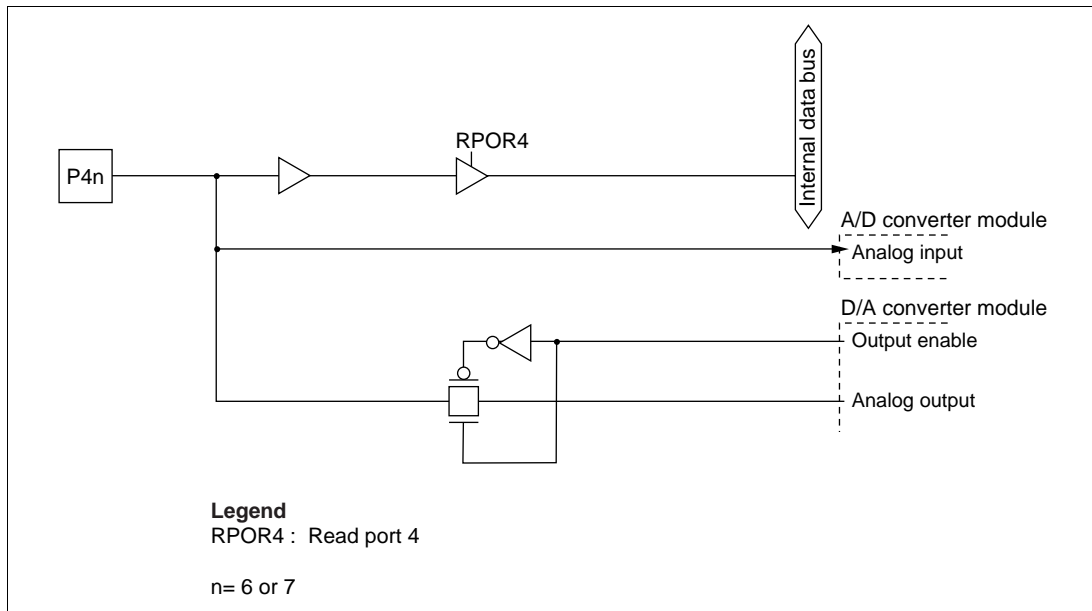 Internal data bus
RPOR4
P4n
A/D converter module
Analog input
D/A converter module
Output enable
Analog output
Legend
RPOR4 : Read port 4
n= 6 or 7